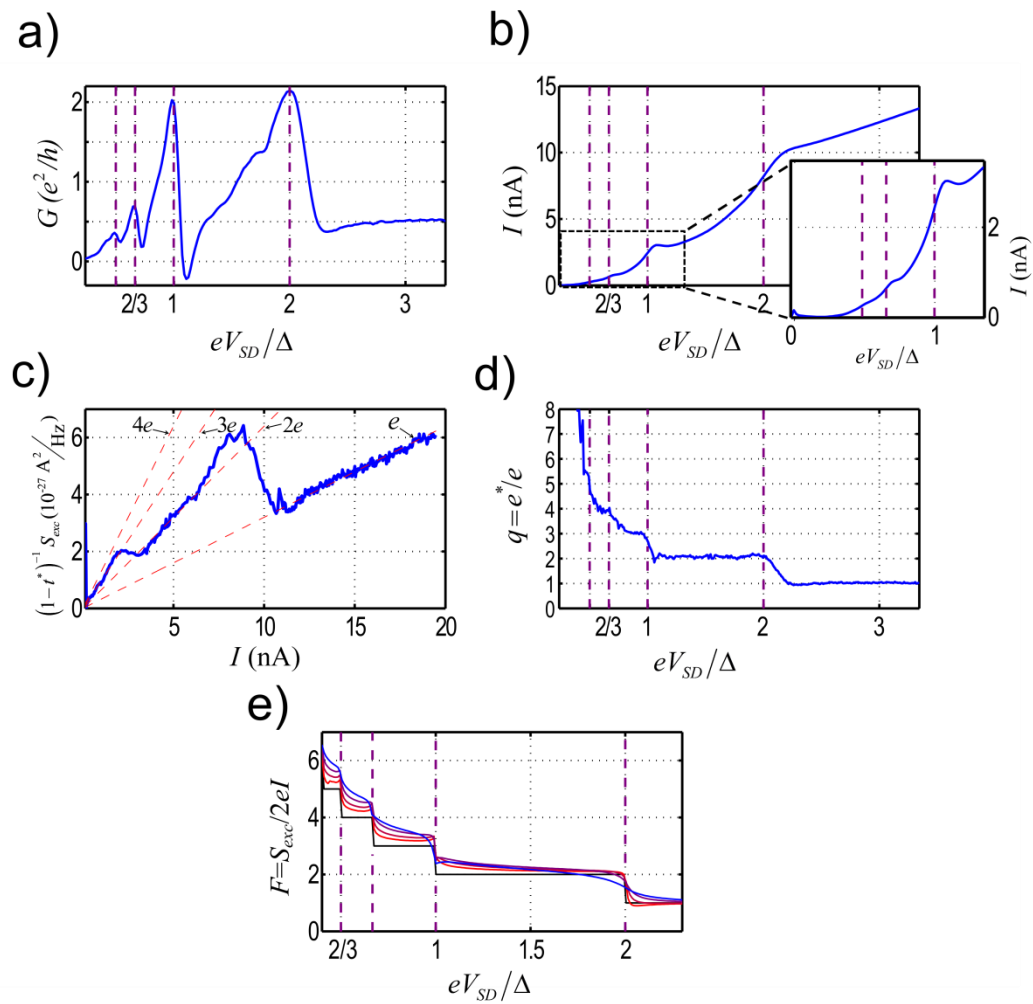 a)
G (e²/h)
2
1
0
2/3 1 2 3
eV_SD/Δ
b)
I (nA)
15
10
5
0
2/3 1 2
eV_SD/Δ
2
0
I (nA)
0 1
eV_SD/Δ
c)
(1−t*)⁻¹ S_exc (10⁻²⁷ A²/Hz)
6
4
2
0
4e 3e 2e e
5 10 15 20
I (nA)
d)
q=e*/e
8
7
6
5
4
3
2
1
0
2/3 1 2 3
eV_SD/Δ
e)
F=S_exc/2eI
6
4
2
0
2/3 1 1.5 2
eV_SD/Δ